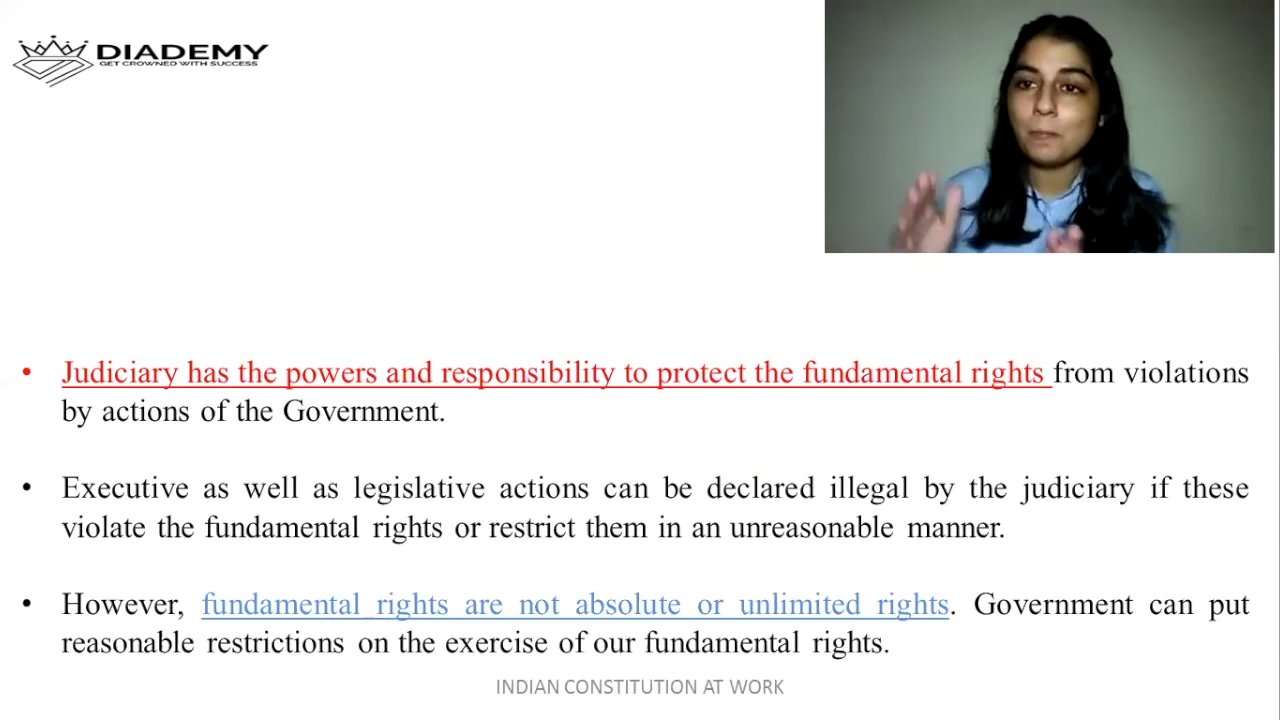 DIADEMY
GET CROWNED WITH SUCCESS
• Judiciary has the powers and responsibility to protect the fundamental rights from violations
by actions of the Government.
• Executive as well as legislative actions can be declared illegal by the judiciary if these
violate the fundamental rights or restrict them in an unreasonable manner.
• However, fundamental rights are not absolute or unlimited rights. Government can put
reasonable restrictions on the exercise of our fundamental rights.
INDIAN CONSTITUTION AT WORK